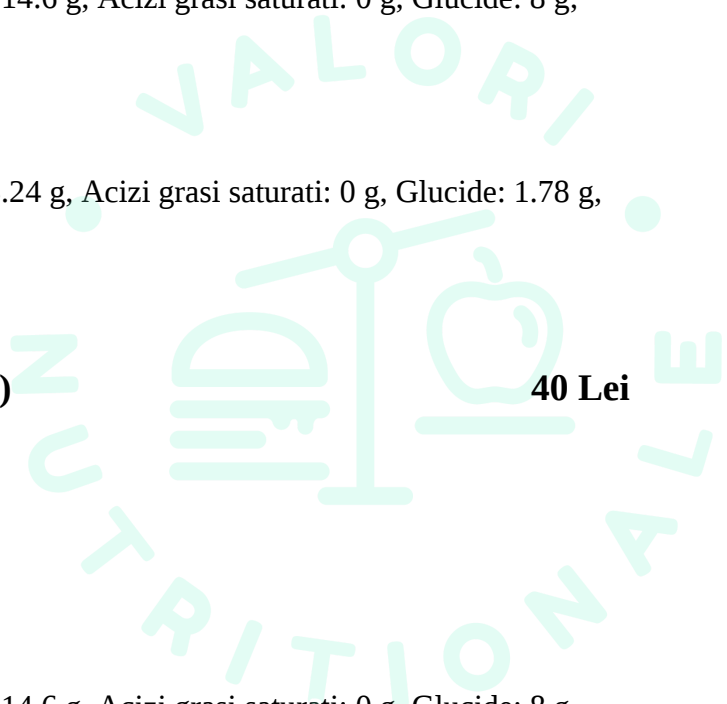 14.6 g, Acizi grasi saturati: 0 g, Glucide: 8 g,
VALORI
.24 g, Acizi grasi saturati: 0 g, Glucide: 1.78 g,
) 40 Lei
NUTRITIONALE
14.6 g, Acizi grasi saturati: 0 g, Glucide: 8 g